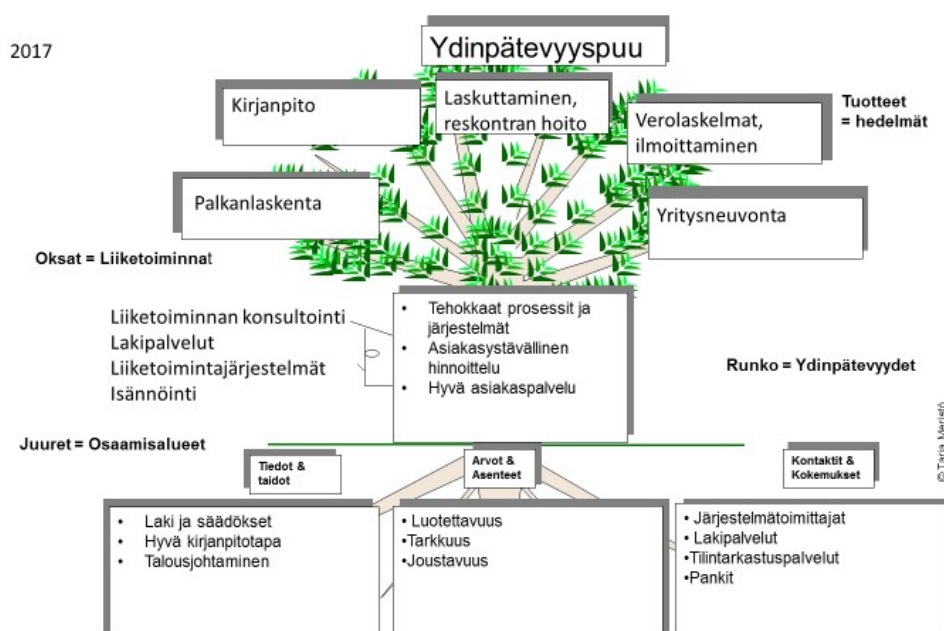 2017
Ydinpätevyyspuu
Kirjanpito
Laskuttaminen,
reskontran hoito
Verolaskelmat,
ilmoittaminen
Tuotteet
= hedelmät
Palkanlaskenta
Yritysneuvonta
Oksat = Liiketoiminnat
Liiketoiminnan konsultointi
Lakipalvelut
Liiketoimintajärjestelmät
Isännöinti
• Tehokkaat prosessit ja
järjestelmät
• Asiakasystävällinen
hinnoittelu
• Hyvä asiakaspalvelu
Runko = Ydinpätevyydet
© Tarja Meristö
Juuret = Osaamisalueet
Tiedot &
taidot
Arvot &
Asenteet
Kontaktit &
Kokemukset
• Laki ja säädökset
• Hyvä kirjanpitotapa
• Talousjohtaminen
• Luotettavuus
•Tarkkuus
•Joustavuus
• Järjestelmätoimittajat
• Lakipalvelut
•Tilintarkastuspalvelut
•Pankit